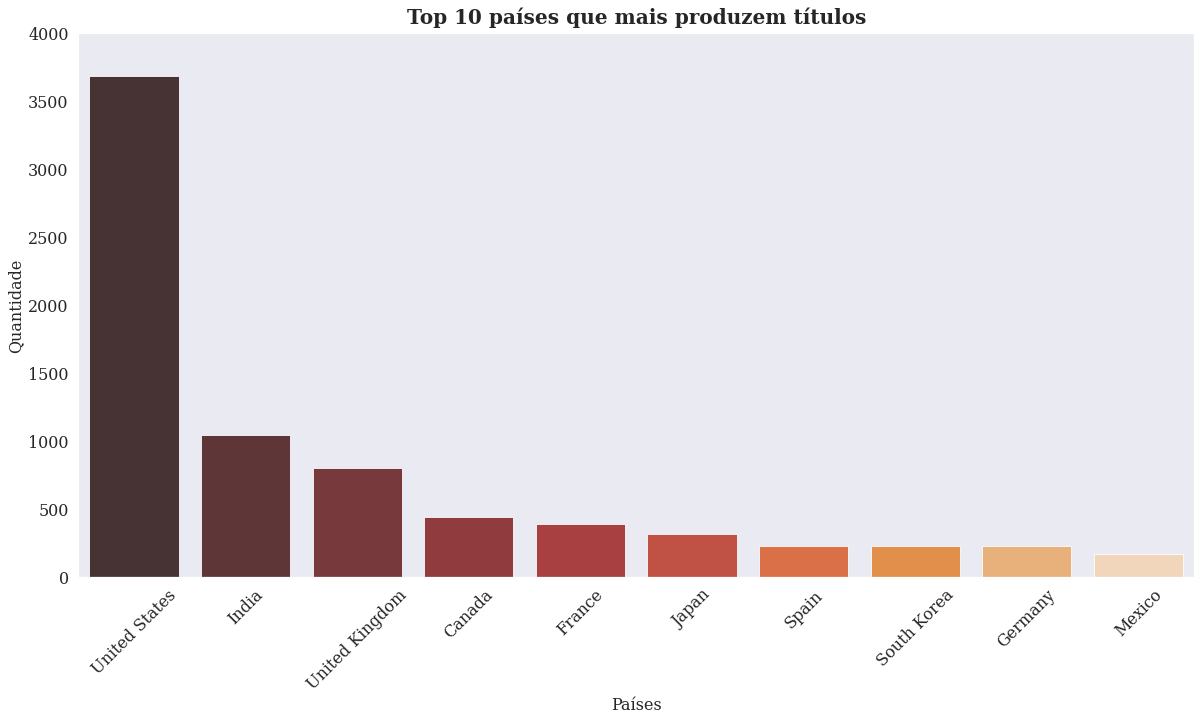 Top 10 países que mais produzem títulos
4000
3500
3000
2500
2000
1500
1000
500
0
Quantidade
United States
India
United Kingdom
Canada
France
Japan
Spain
South Korea
Germany
Mexico
Países